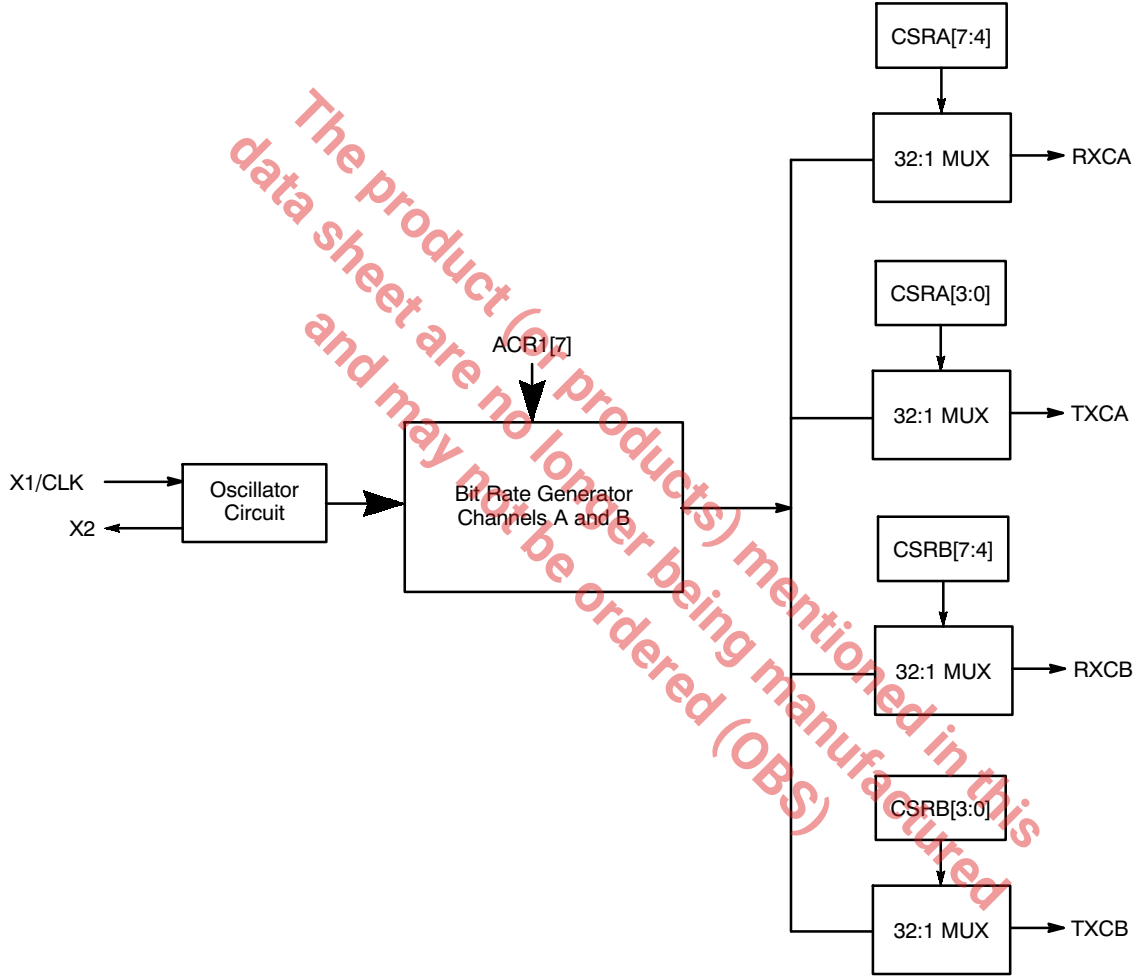 CSRA[7:4]
32:1 MUX
RXCA
CSRA[3:0]
32:1 MUX
TXCA
ACR1[7]
X1/CLK
X2
Oscillator
Circuit
Bit Rate Generator
Channels A and B
CSRB[7:4]
32:1 MUX
RXCB
CSRB[3:0]
32:1 MUX
TXCB
The product (or products) mentioned in this
data sheet are no longer being manufactured
and may not be ordered (OBS)